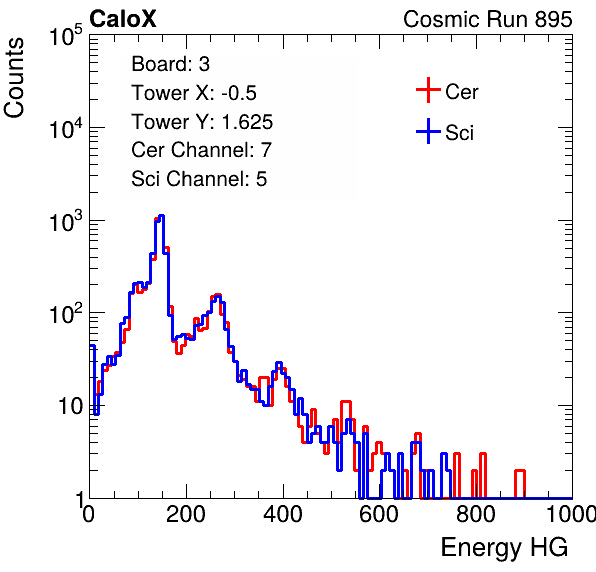 CaloX
Cosmic Run 895
Counts
Board: 3
Tower X: -0.5
Tower Y: 1.625
Cer Channel: 7
Sci Channel: 5
Cer
Sci
10^5
10^4
10^3
10^2
10
1
0 200 400 600 800 1000
Energy HG